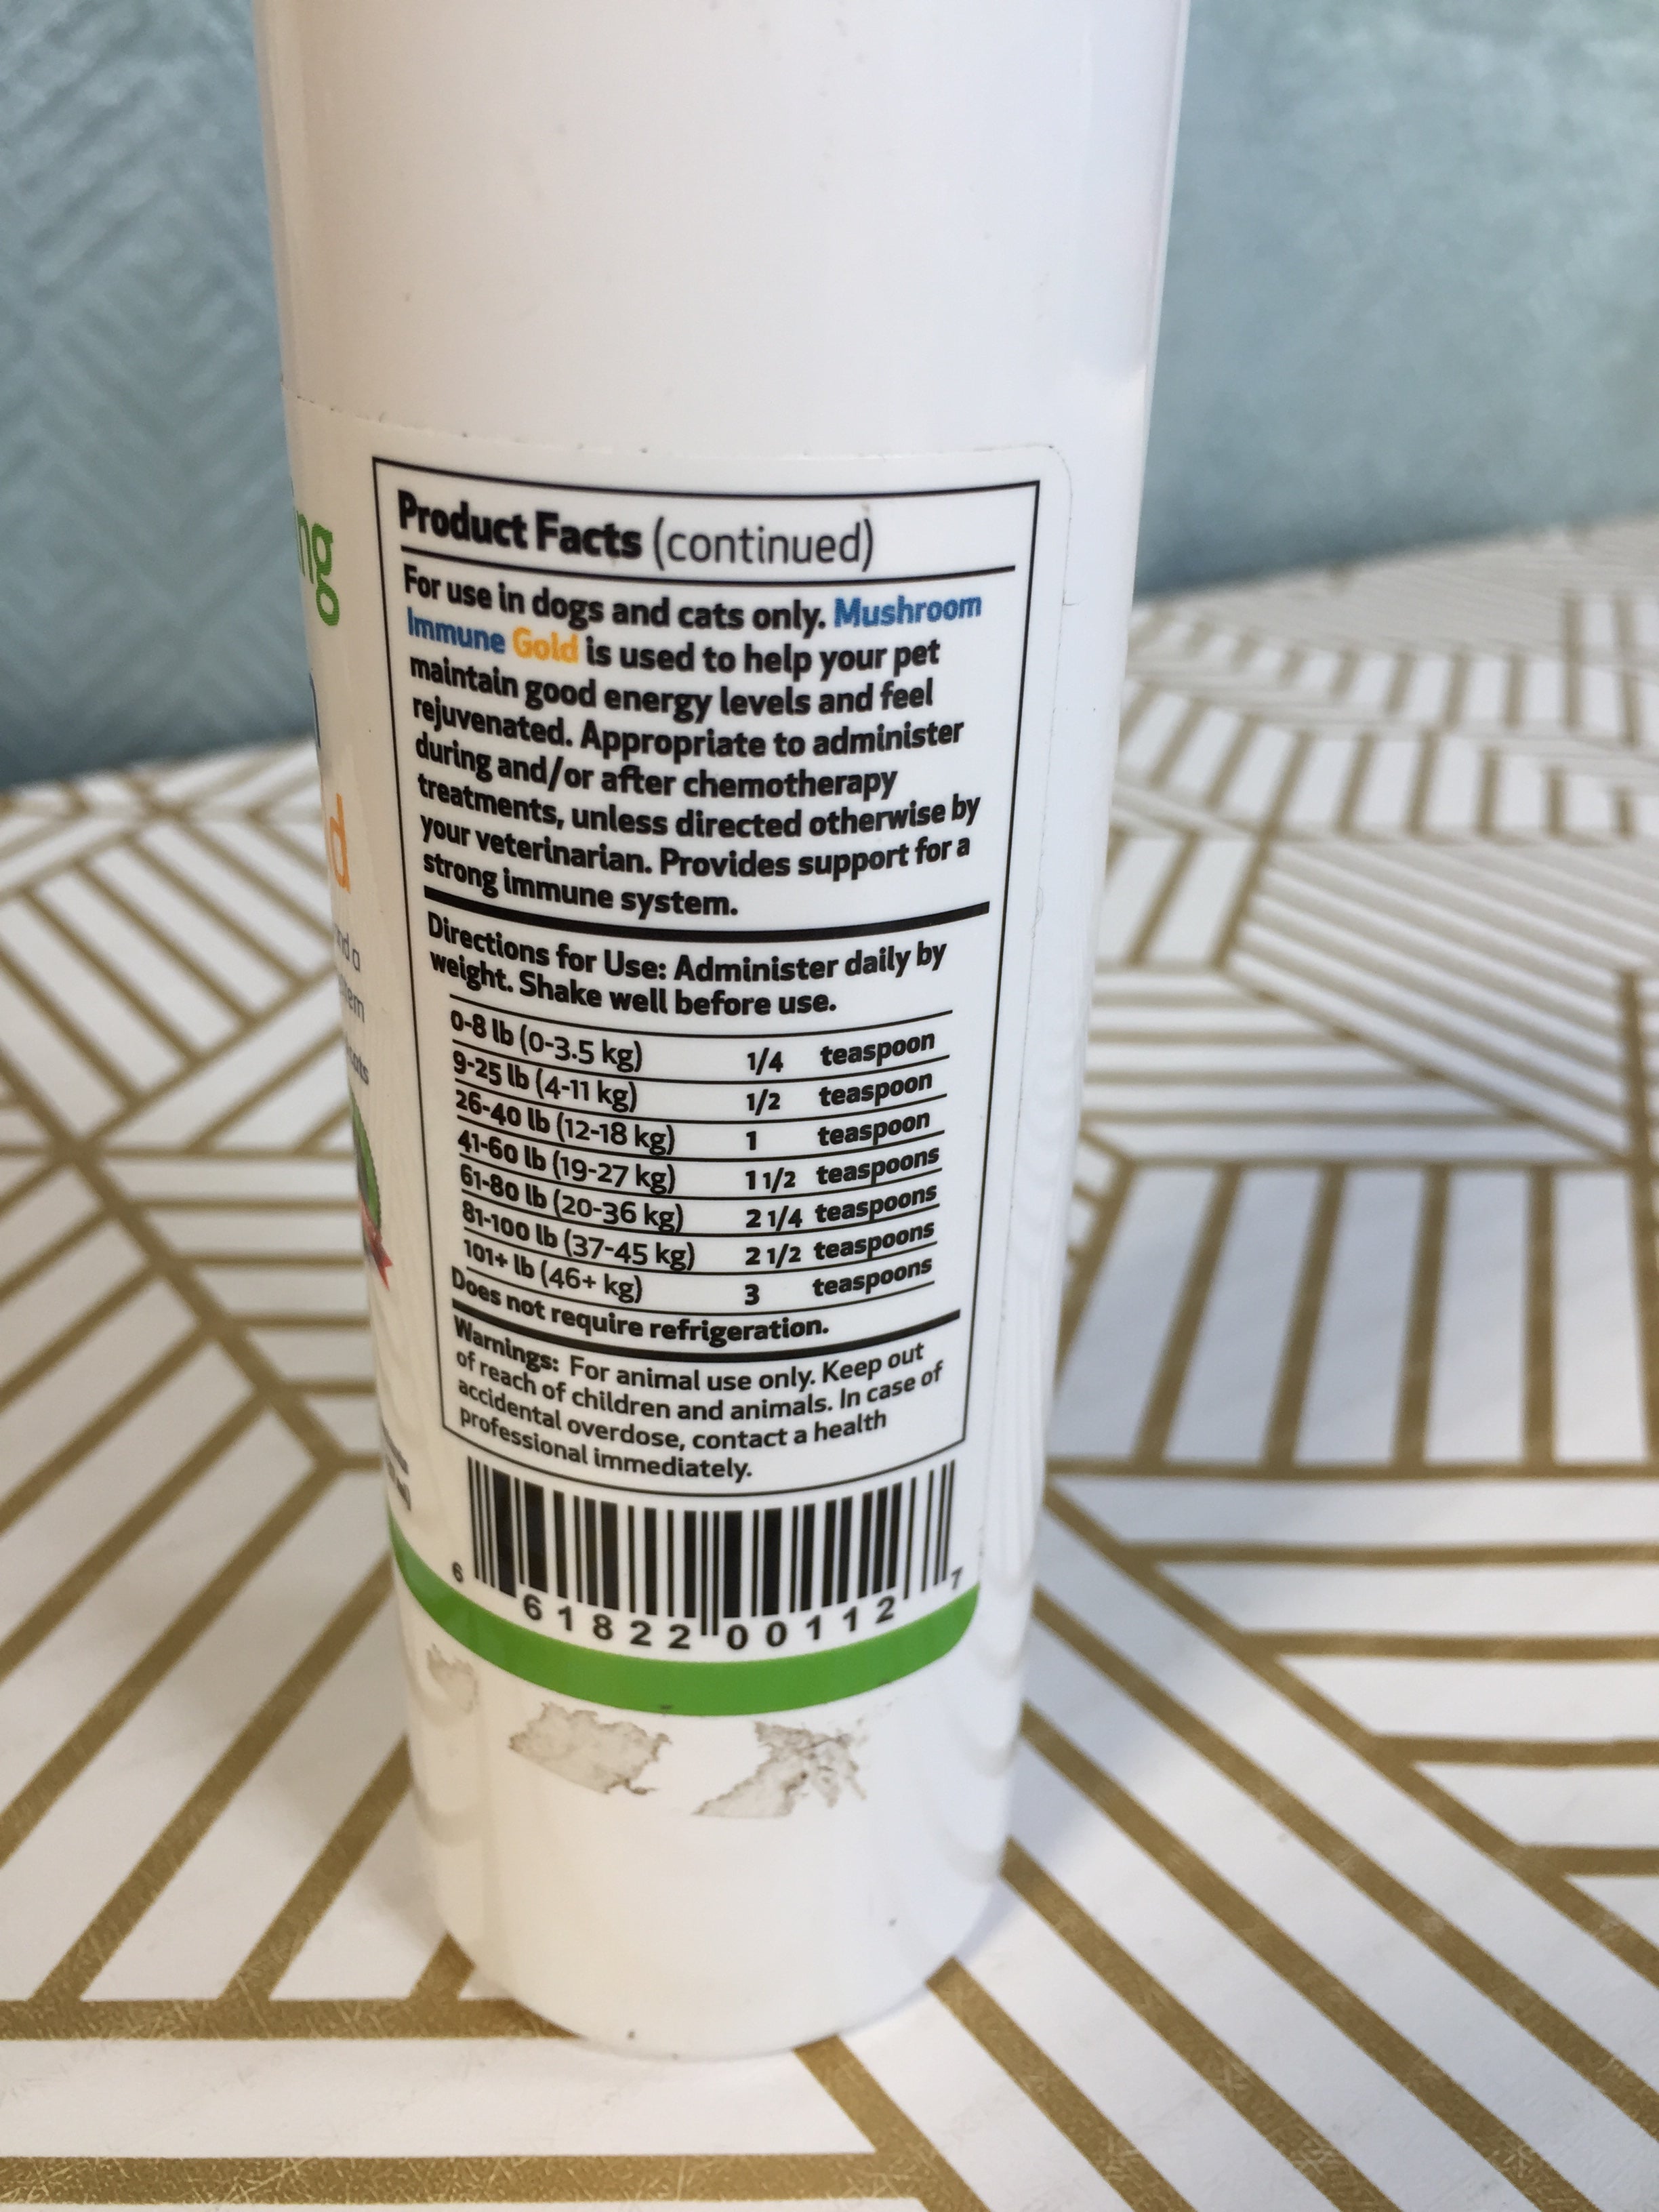 Product Facts (continued)
For use in dogs and cats only. Mushroom
Immune Gold is used to help your pet
maintain good energy levels and feel
rejuvenated. Appropriate to administer
during and/or after chemotherapy
treatments, unless directed otherwise by
your veterinarian. Provides support for a
strong immune system.
Directions for Use: Administer daily by
weight. Shake well before use.
0-8 lb (0-3.5 kg) 1/4 teaspoon
9-25 lb (4-11 kg) 1/2 teaspoon
26-40 lb (12-18 kg) 1 teaspoon
41-60 lb (19-27 kg) 1 1/2 teaspoons
61-80 lb (20-36 kg) 2 1/4 teaspoons
81-100 lb (37-45 kg) 2 1/2 teaspoons
101+ lb (46+ kg) 3 teaspoons
Does not require refrigeration.
Warnings: For animal use only. Keep out
of reach of children and animals. In case of
accidental overdose, contact a health
professional immediately.
6 61822 00112 7